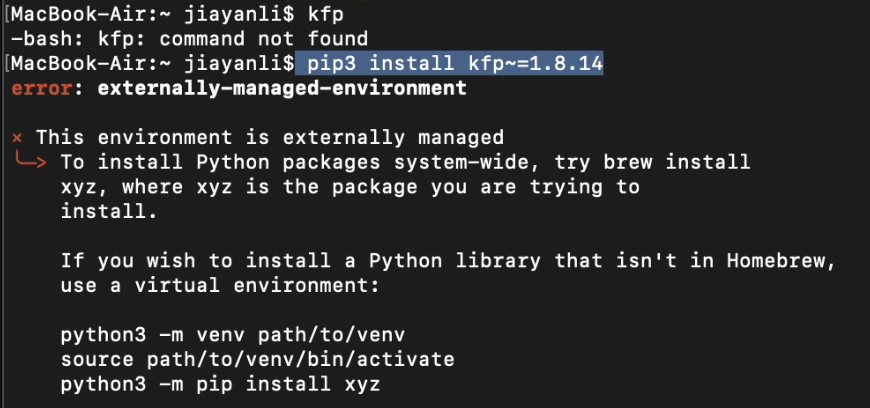 [MacBook-Air:~ jiayanli$ kfp
-bash: kfp: command not found
[MacBook-Air:~ jiayanli$ pip3 install kfp~=1.8.14
error: externally-managed-environment
× This environment is externally managed
╰─> To install Python packages system-wide, try brew install
xyz, where xyz is the package you are trying to
install.
If you wish to install a Python library that isn't in Homebrew,
use a virtual environment:
python3 -m venv path/to/venv
source path/to/venv/bin/activate
python3 -m pip install xyz